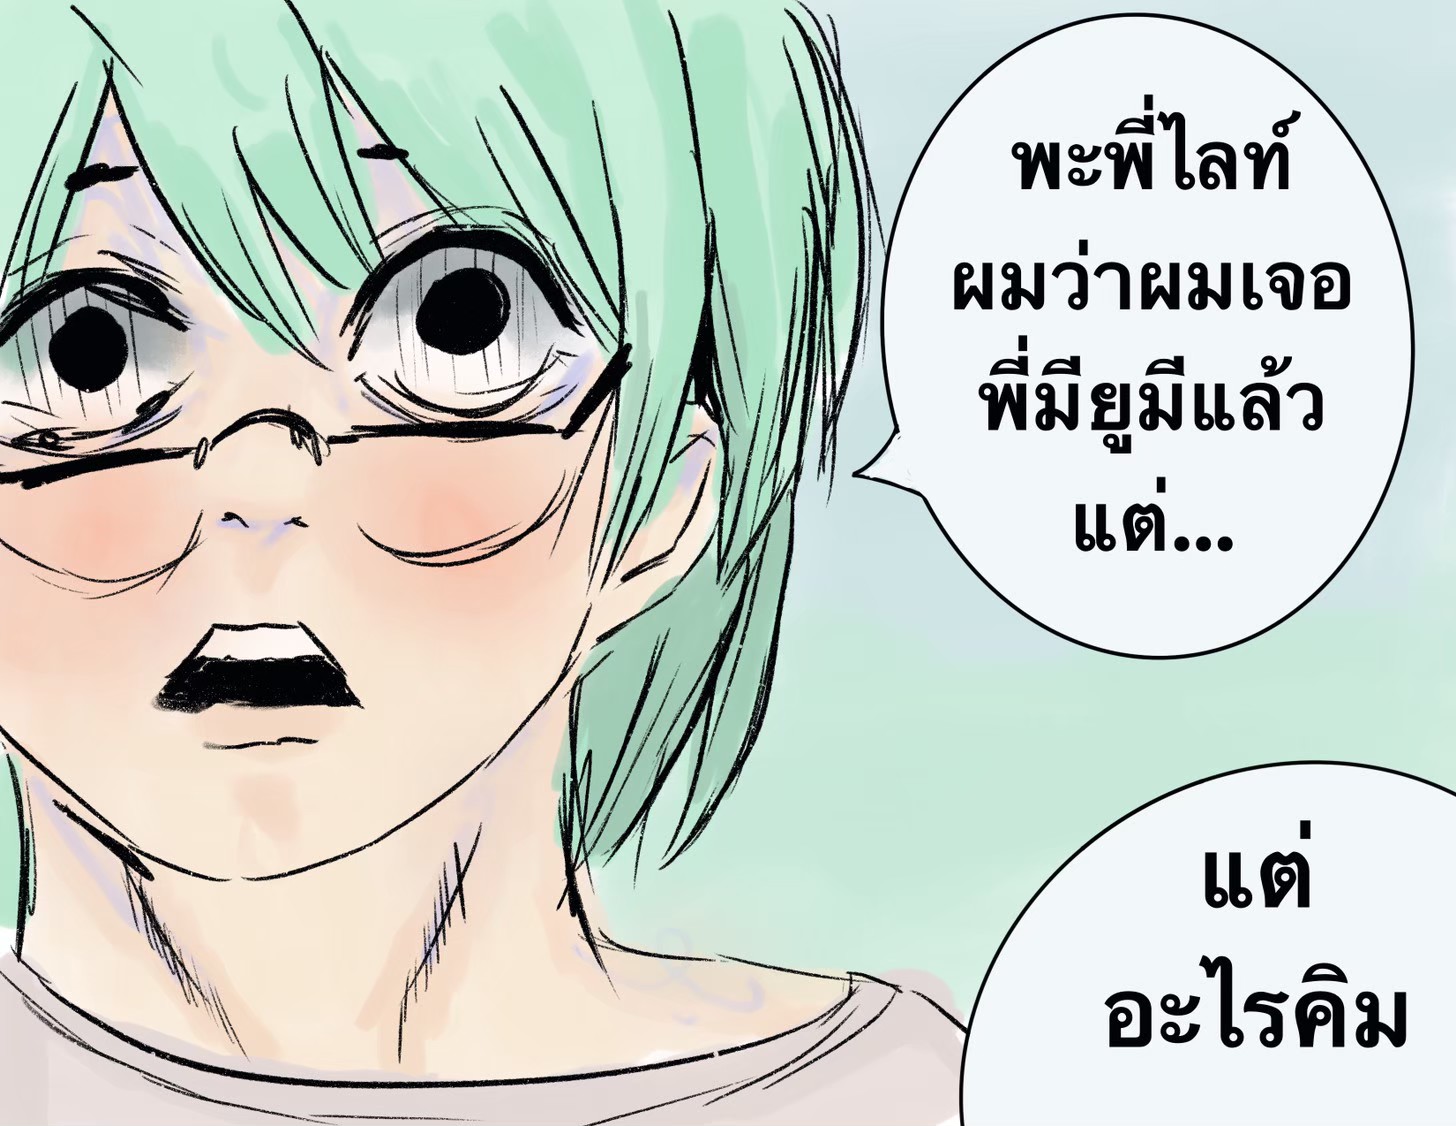 พะพี่ไลท์
ผมว่าผมเจอ
พี่มียูมีแล้ว
แต่...
แต่
อะไรคิม